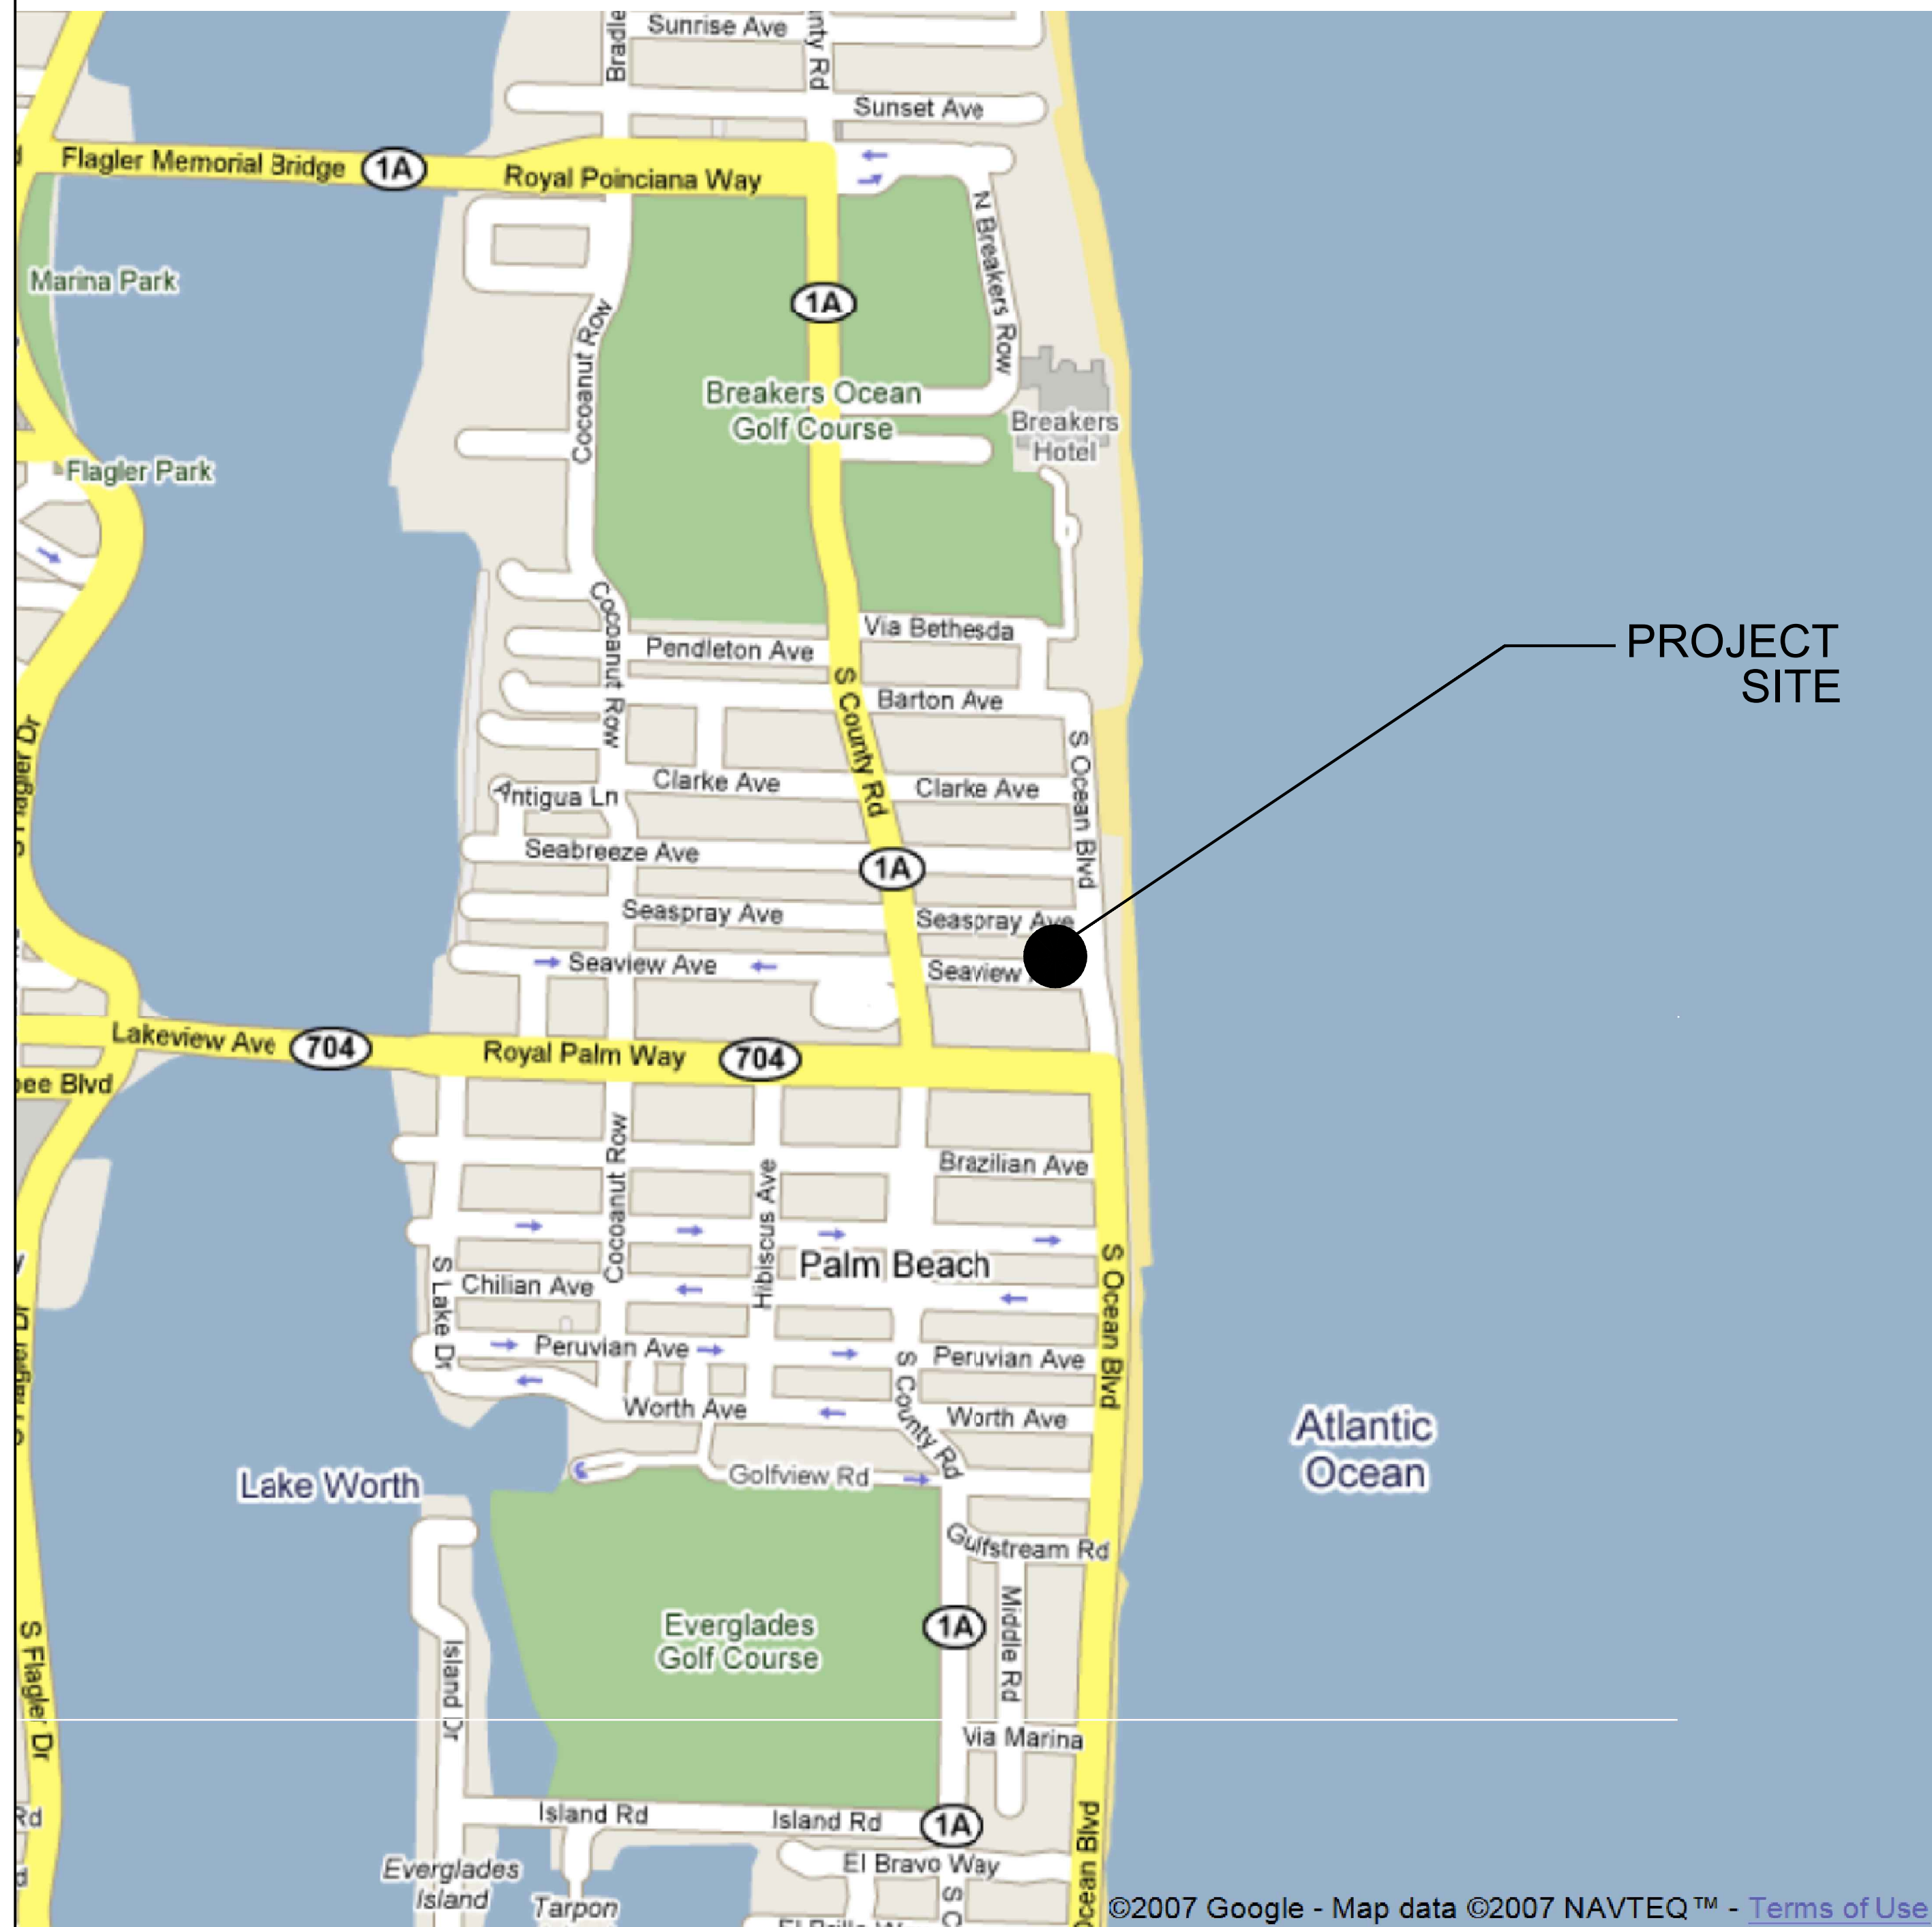 Sunrise Ave
Sunset Ave
Flagler Memorial Bridge
1A
Royal Poinciana Way
N Breakers Row
Marina Park
1A
Cocoanut Row
Breakers Ocean
Golf Course
Breakers
Hotel
Flagler Park
Cocoanut Row
Via Bethesda
Pendleton Ave
PROJECT
SITE
S County Rd
Barton Ave
S Ocean Blvd
Clarke Ave
Clarke Ave
Antigua Ln
Seabreeze Ave
1A
Seaspray Ave
Seaspray Ave
Seaview Ave
Seaview
Lakeview Ave
704
Royal Palm Way
704
Blvd
Cocoanut Row
Hibiscus Ave
Brazilian Ave
Palm Beach
S Ocean Blvd
S Lake Dr
Chilian Ave
Peruvian Ave
Peruvian Ave
S County Rd
Worth Ave
Worth Ave
Atlantic
Ocean
Lake Worth
Golfview Rd
Gulfstream Rd
Everglades
Golf Course
1A
Middle Rd
S Flagler Dr
Island Dr
Via Marina
Island Rd
Island Rd
1A
Ocean Blvd
El Bravo Way
Everglades
Island
Tarpon
©2007 Google - Map data ©2007 NAVTEQ™ - Terms of Use